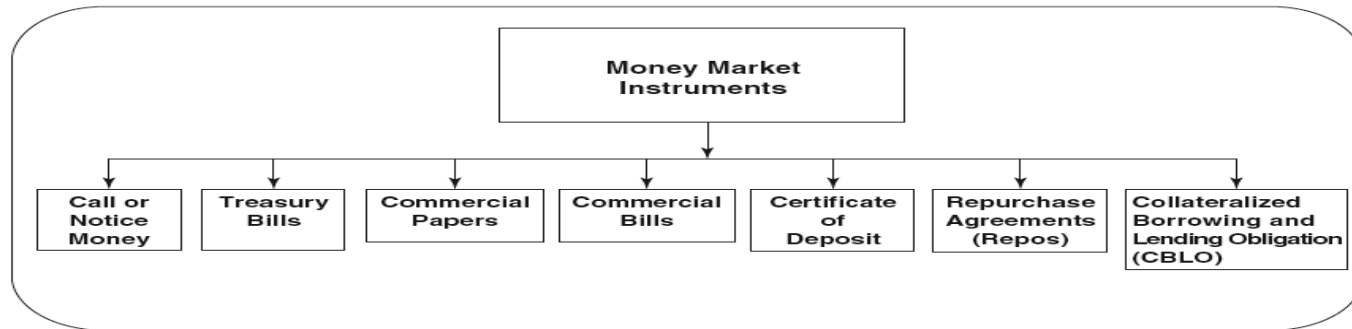 Money Market
Instruments
Call or
Notice
Money
Treasury
Bills
Commercial
Papers
Commercial
Bills
Certificate
of
Deposit
Repurchase
Agreements
(Repos)
Collateralized
Borrowing and
Lending Obligation
(CBLO)